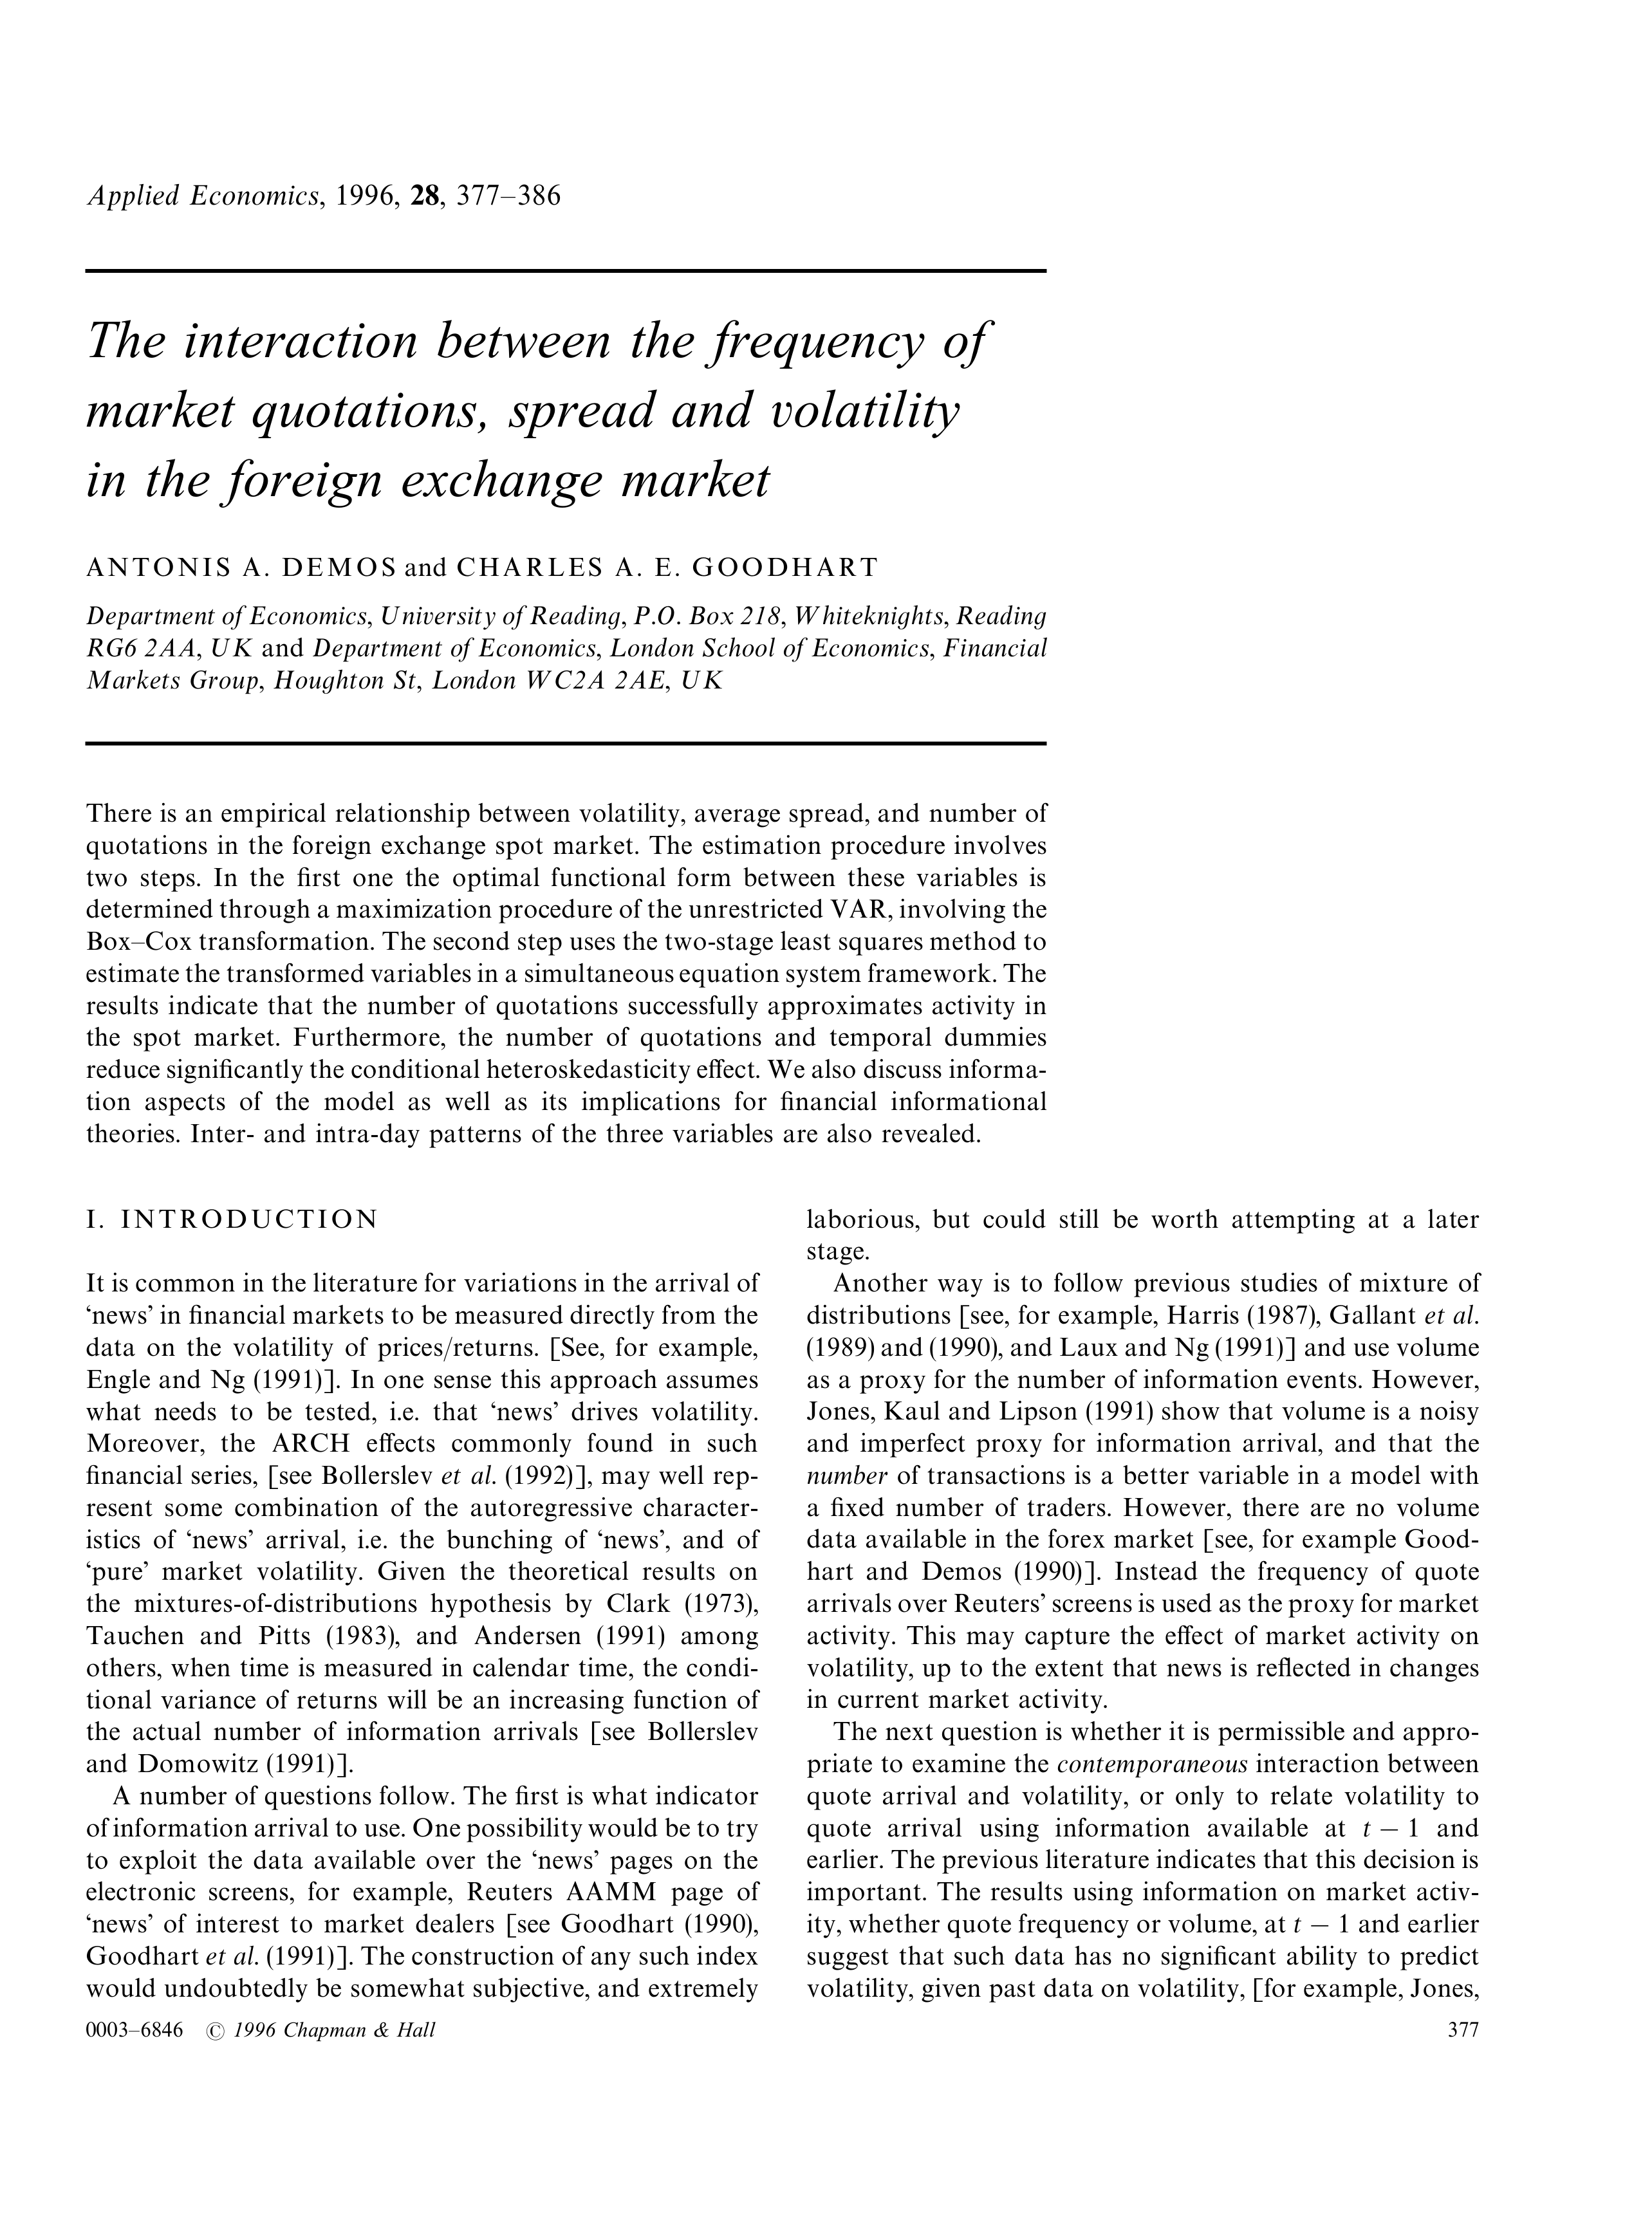 Applied Economics, 1996, 28, 377–386
The interaction between the frequency of
market quotations, spread and volatility
in the foreign exchange market
ANTONIS A. DEMOS and CHARLES A. E. GOODHART
Department of Economics, University of Reading, P.O. Box 218, Whiteknights, Reading
RG6 2AA, UK and Department of Economics, London School of Economics, Financial
Markets Group, Houghton St, London WC2A 2AE, UK
There is an empirical relationship between volatility, average spread, and number of
quotations in the foreign exchange spot market. The estimation procedure involves
two steps. In the first one the optimal functional form between these variables is
determined through a maximization procedure of the unrestricted VAR, involving the
Box–Cox transformation. The second step uses the two-stage least squares method to
estimate the transformed variables in a simultaneous equation system framework. The
results indicate that the number of quotations successfully approximates activity in
the spot market. Furthermore, the number of quotations and temporal dummies
reduce significantly the conditional heteroskedasticity effect. We also discuss informa-
tion aspects of the model as well as its implications for financial informational
theories. Inter- and intra-day patterns of the three variables are also revealed.
I. INTRODUCTION
It is common in the literature for variations in the arrival of
‘news’ in financial markets to be measured directly from the
data on the volatility of prices/returns. [See, for example,
Engle and Ng (1991)]. In one sense this approach assumes
what needs to be tested, i.e. that ‘news’ drives volatility.
Moreover, the ARCH effects commonly found in such
financial series, [see Bollerslev et al. (1992)], may well rep-
resent some combination of the autoregressive character-
istics of ‘news’ arrival, i.e. the bunching of ‘news’, and of
‘pure’ market volatility. Given the theoretical results on
the mixtures-of-distributions hypothesis by Clark (1973),
Tauchen and Pitts (1983), and Andersen (1991) among
others, when time is measured in calendar time, the condi-
tional variance of returns will be an increasing function of
the actual number of information arrivals [see Bollerslev
and Domowitz (1991)].
A number of questions follow. The first is what indicator
of information arrival to use. One possibility would be to try
to exploit the data available over the ‘news’ pages on the
electronic screens, for example, Reuters AAMM page of
‘news’ of interest to market dealers [see Goodhart (1990),
Goodhart et al. (1991)]. The construction of any such index
would undoubtedly be somewhat subjective, and extremely
laborious, but could still be worth attempting at a later
stage.
Another way is to follow previous studies of mixture of
distributions [see, for example, Harris (1987), Gallant et al.
(1989) and (1990), and Laux and Ng (1991)] and use volume
as a proxy for the number of information events. However,
Jones, Kaul and Lipson (1991) show that volume is a noisy
and imperfect proxy for information arrival, and that the
number of transactions is a better variable in a model with
a fixed number of traders. However, there are no volume
data available in the forex market [see, for example Good-
hart and Demos (1990)]. Instead the frequency of quote
arrivals over Reuters’ screens is used as the proxy for market
activity. This may capture the effect of market activity on
volatility, up to the extent that news is reflected in changes
in current market activity.
The next question is whether it is permissible and appro-
priate to examine the contemporaneous interaction between
quote arrival and volatility, or only to relate volatility to
quote arrival using information available at t − 1 and
earlier. The previous literature indicates that this decision is
important. The results using information on market activ-
ity, whether quote frequency or volume, at t − 1 and earlier
suggest that such data has no significant ability to predict
volatility, given past data on volatility, [for example, Jones,
0003–6846 © 1996 Chapman & Hall
377